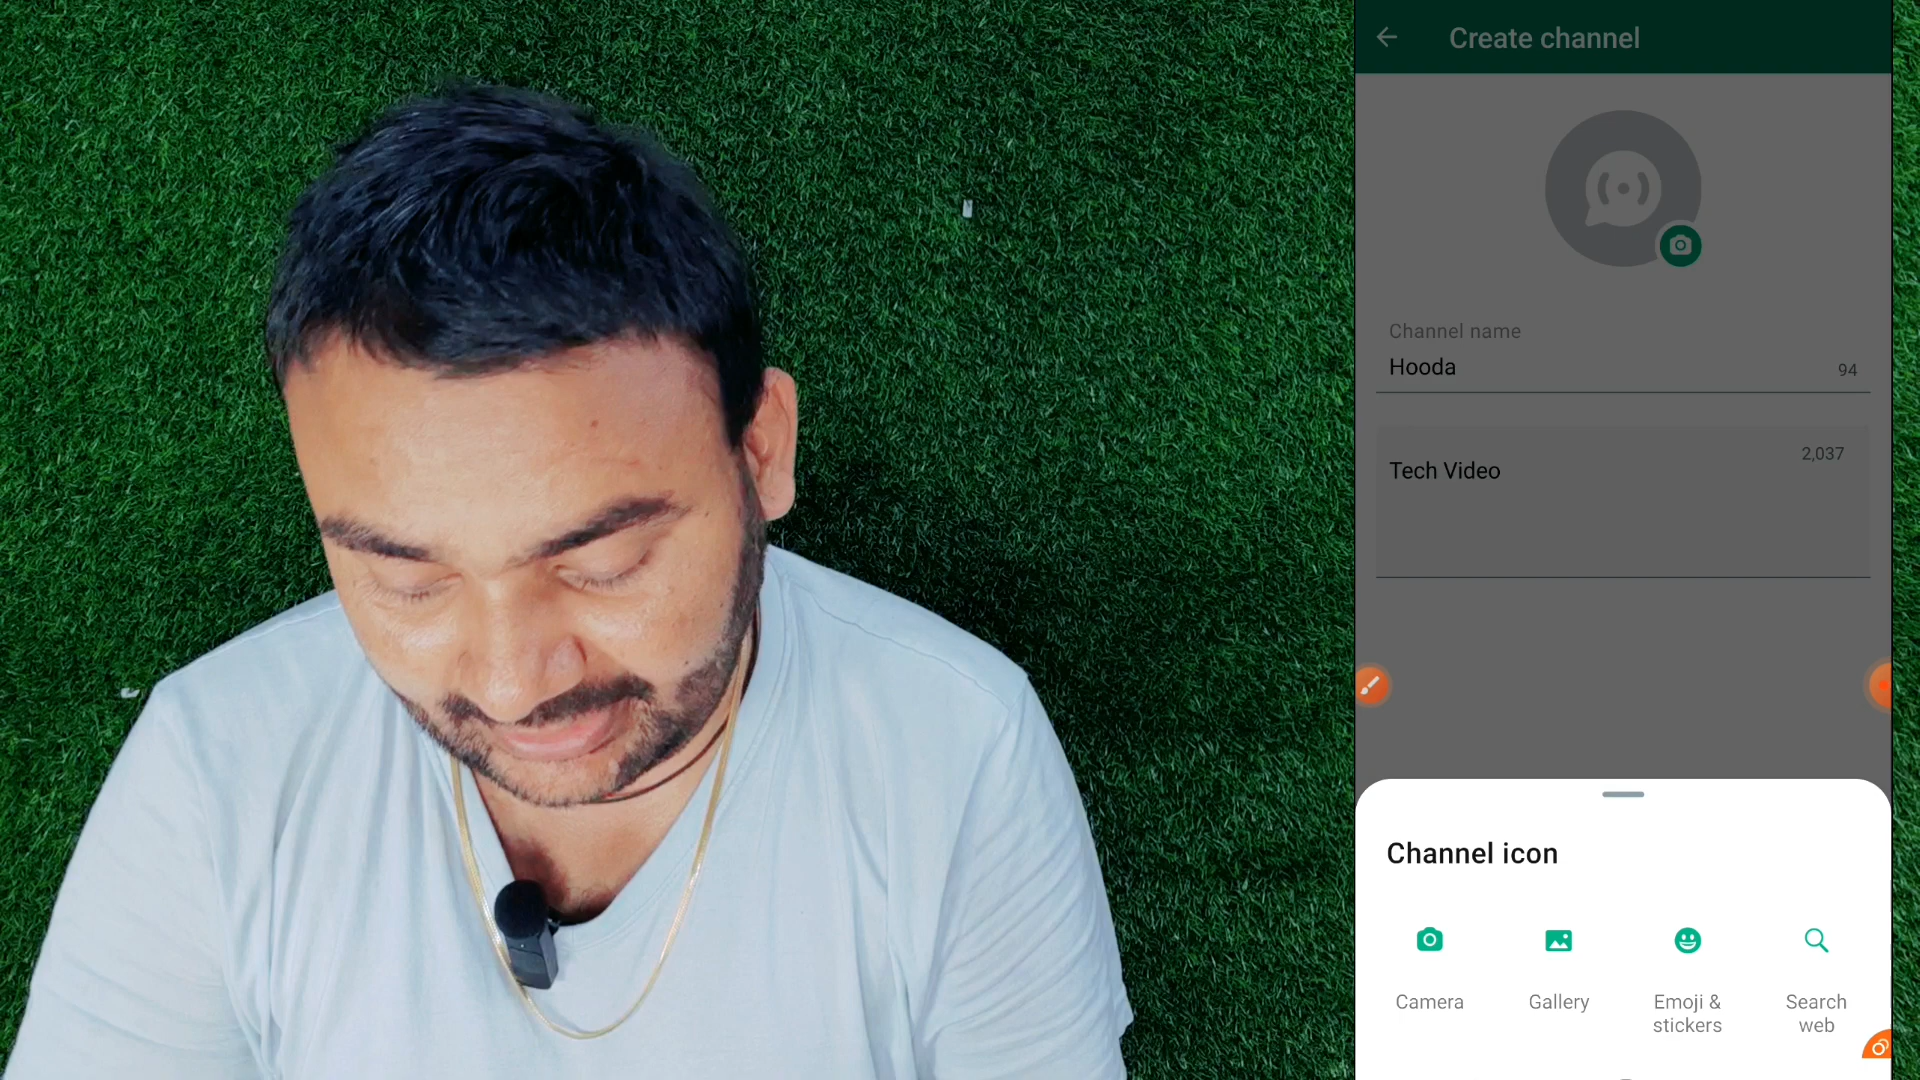 Create channel
Channel name
Hooda
94
2,037
Tech Video
Channel icon
Camera
Gallery
Emoji &
stickers
Search
web